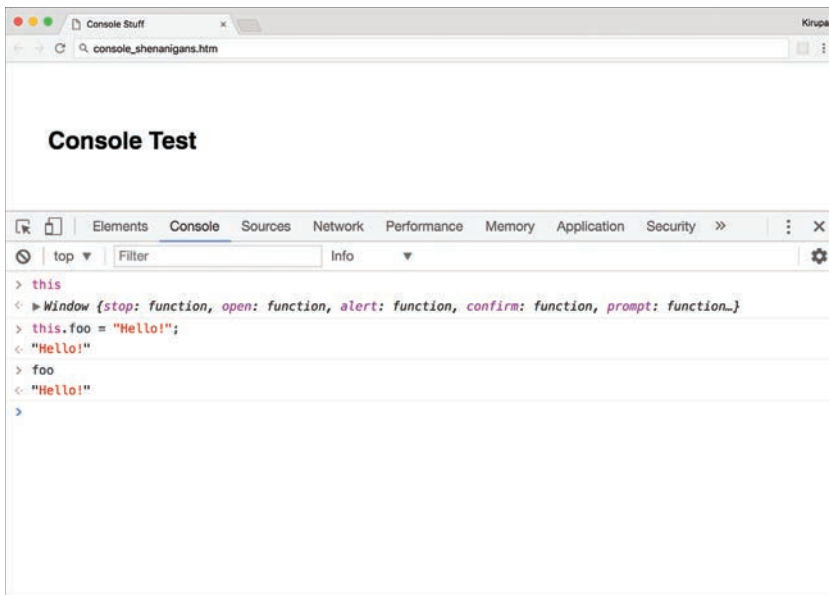 Console Stuff ×
Kirupa
console_shenanigans.htm
Console Test
Elements Console Sources Network Performance Memory Application Security »
top ▼ Filter Info ▼
> this
Window {stop: function, open: function, alert: function, confirm: function, prompt: function…}
> this.foo = "Hello!";
"Hello!"
> foo
"Hello!"
>